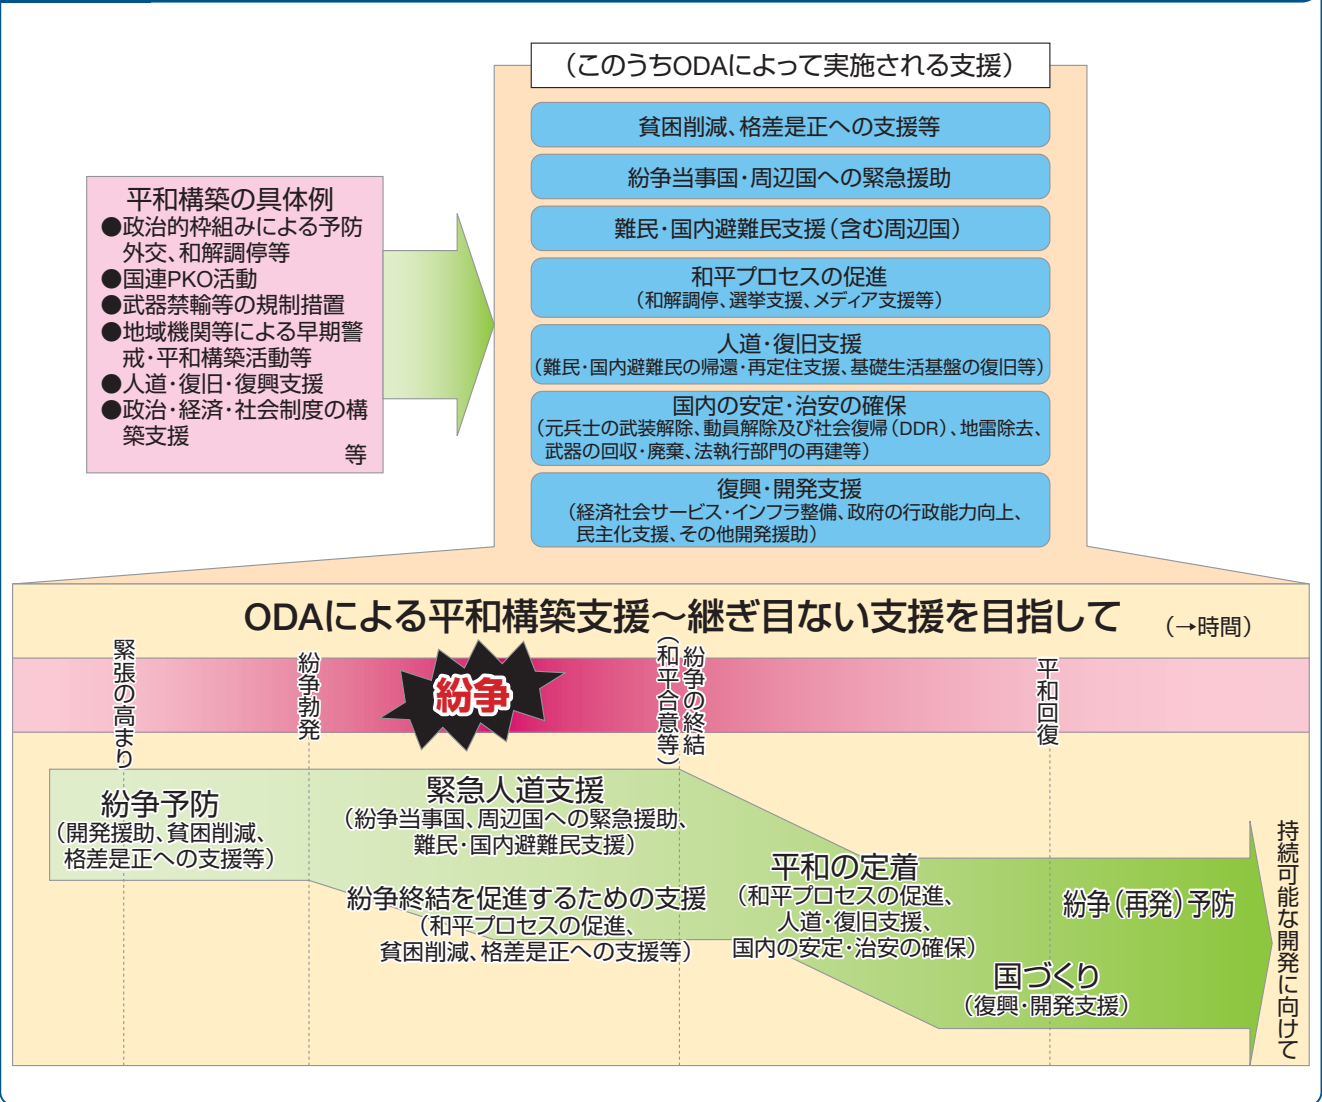 (このうちODAによって実施される支援)
貧困削減、格差是正への支援等
紛争当事国・周辺国への緊急援助
難民・国内避難民支援(含む周辺国)
和平プロセスの促進
(和解調停、選挙支援、メディア支援等)
人道・復旧支援
(難民・国内避難民の帰還・再定住支援、基礎生活基盤の復旧等)
国内の安定・治安の確保
(元兵士の武装解除、動員解除及び社会復帰(DDR)、地雷除去、
武器の回収・廃棄、法執行部門の再建等)
復興・開発支援
(経済社会サービス・インフラ整備、政府の行政能力向上、
民主化支援、その他開発援助)
平和構築の具体例
●政治的枠組みによる予防
外交、和解調停等
●国連PKO活動
●武器禁輸等の規制措置
●地域機関等による早期警
戒・平和構築活動等
●人道・復旧・復興支援
●政治・経済・社会制度の構
築支援
等
ODAによる平和構築支援～継ぎ目ない支援を目指して
(→時間)
緊張の高まり
紛争勃発
紛争
紛争の終結
(和平合意等)
平和回復
紛争予防
(開発援助、貧困削減、
格差是正への支援等)
緊急人道支援
(紛争当事国、周辺国への緊急援助、
難民・国内避難民支援)
紛争終結を促進するための支援
(和平プロセスの促進、
貧困削減、格差是正への支援等)
平和の定着
(和平プロセスの促進、
人道・復旧支援、
国内の安定・治安の確保)
国づくり
(復興・開発支援)
紛争(再発)予防
持続可能な開発に向けて